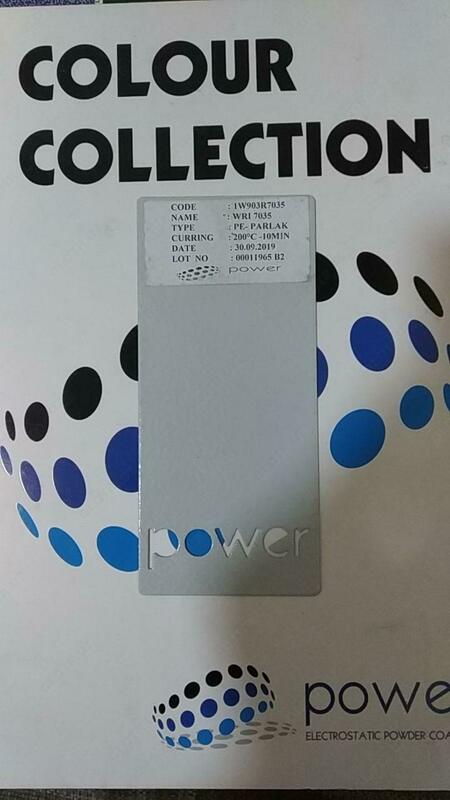 COLOUR
COLLECTION
CODE : 1W903R7035
NAME : WRI 7035
TYPE : PE- PARLAK
CURRING : 200°C -10MIN
DATE : 30.09.2019
LOT NO : 00011965 B2
power
power
powe
ELECTROSTATIC POWDER COA